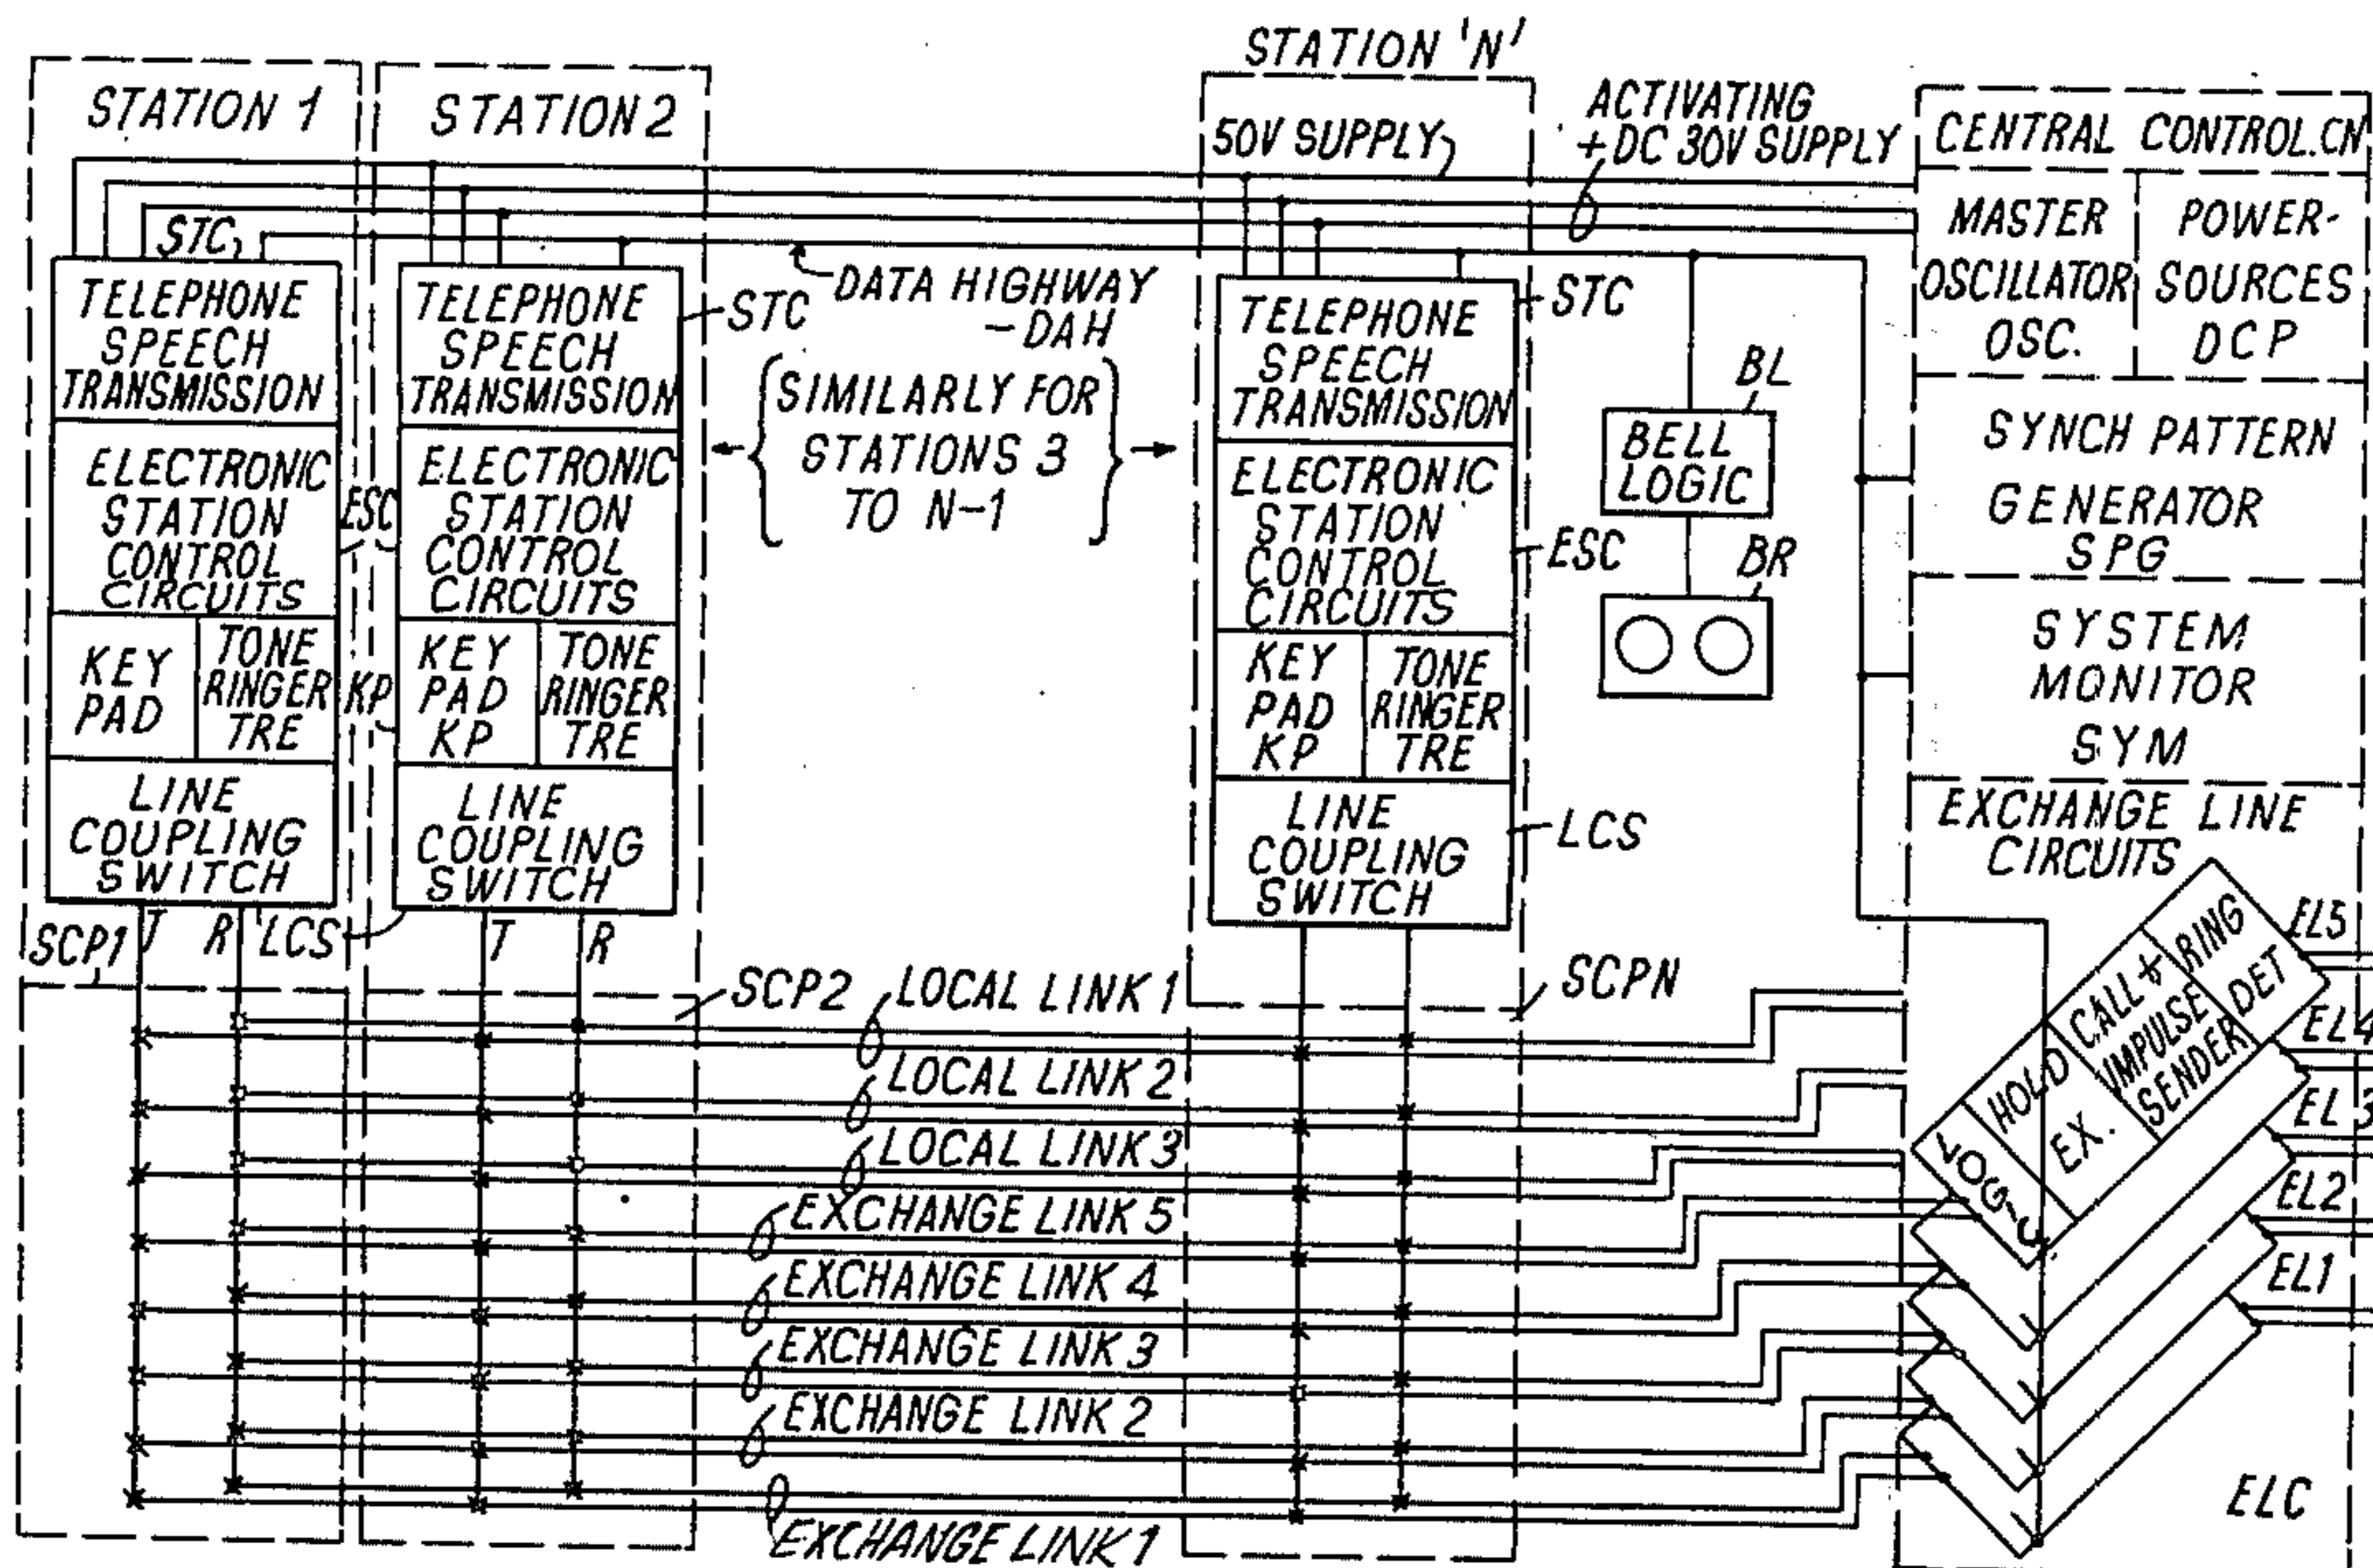 STATION 1
STATION 2
STATION 'N'
50V SUPPLY
ACTIVATING
+DC 30V SUPPLY
CENTRAL CONTROL.CN
MASTER
OSCILLATOR
OSC.
POWER-
SOURCES
DCP
STC
TELEPHONE
SPEECH
TRANSMISSION
ELECTRONIC
STATION
CONTROL
CIRCUITS
KEY
PAD
TONE
RINGER
TRE
LINE
COUPLING
SWITCH
ESC
KP
TELEPHONE
SPEECH
TRANSMISSION
ELECTRONIC
STATION
CONTROL
CIRCUITS
KEY
PAD
KP
TONE
RINGER
TRE
LINE
COUPLING
SWITCH
STC
DATA HIGHWAY
-DAH
SIMILARLY FOR
STATIONS 3
TO N-1
TELEPHONE
SPEECH
TRANSMISSION
ELECTRONIC
STATION
CONTROL
CIRCUITS
KEY
PAD
KP
TONE
RINGER
TRE
LINE
COUPLING
SWITCH
STC
ESC
LCS
BL
BELL
LOGIC
BR
SYNCH PATTERN
GENERATOR
SPG
SYSTEM
MONITOR
SYM
EXCHANGE LINE
CIRCUITS
SCP1
T
R
LCS
T
R
SCP2
SCPN
LOCAL LINK 1
LOCAL LINK 2
LOCAL LINK 3
EXCHANGE LINK 5
EXCHANGE LINK 4
EXCHANGE LINK 3
EXCHANGE LINK 2
EXCHANGE LINK 1
RING
DET
CALL &
IMPULSE
SENDER
HOLD
EX.
LOGIC
EL5
EL4
EL3
EL2
EL1
ELC